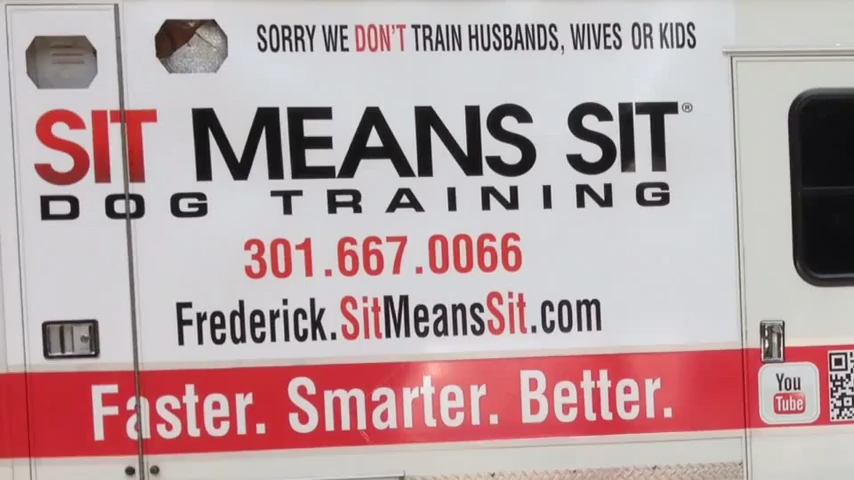 SORRY WE DON'T TRAIN HUSBANDS, WIVES OR KIDS
SIT MEANS SIT®
DOG TRAINING
301.667.0066
Frederick.SitMeansSit.com
Faster. Smarter. Better.
You
Tube